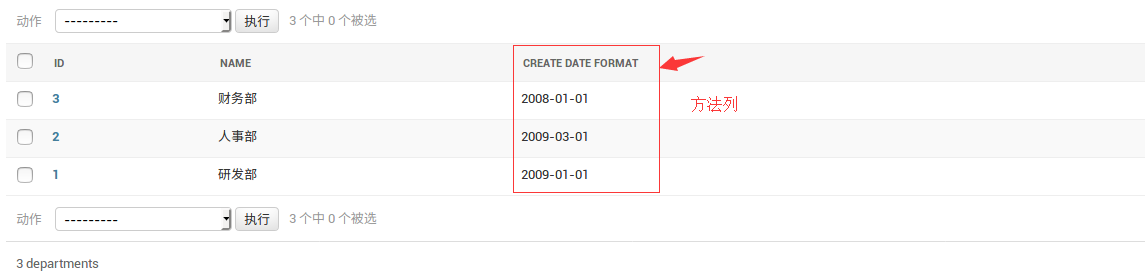 动作 --------- 执行 3 个中 0 个被选
ID NAME CREATE DATE FORMAT
3 财务部 2008-01-01
方法列
2 人事部 2009-03-01
1 研发部 2009-01-01
动作 --------- 执行 3 个中 0 个被选
3 departments